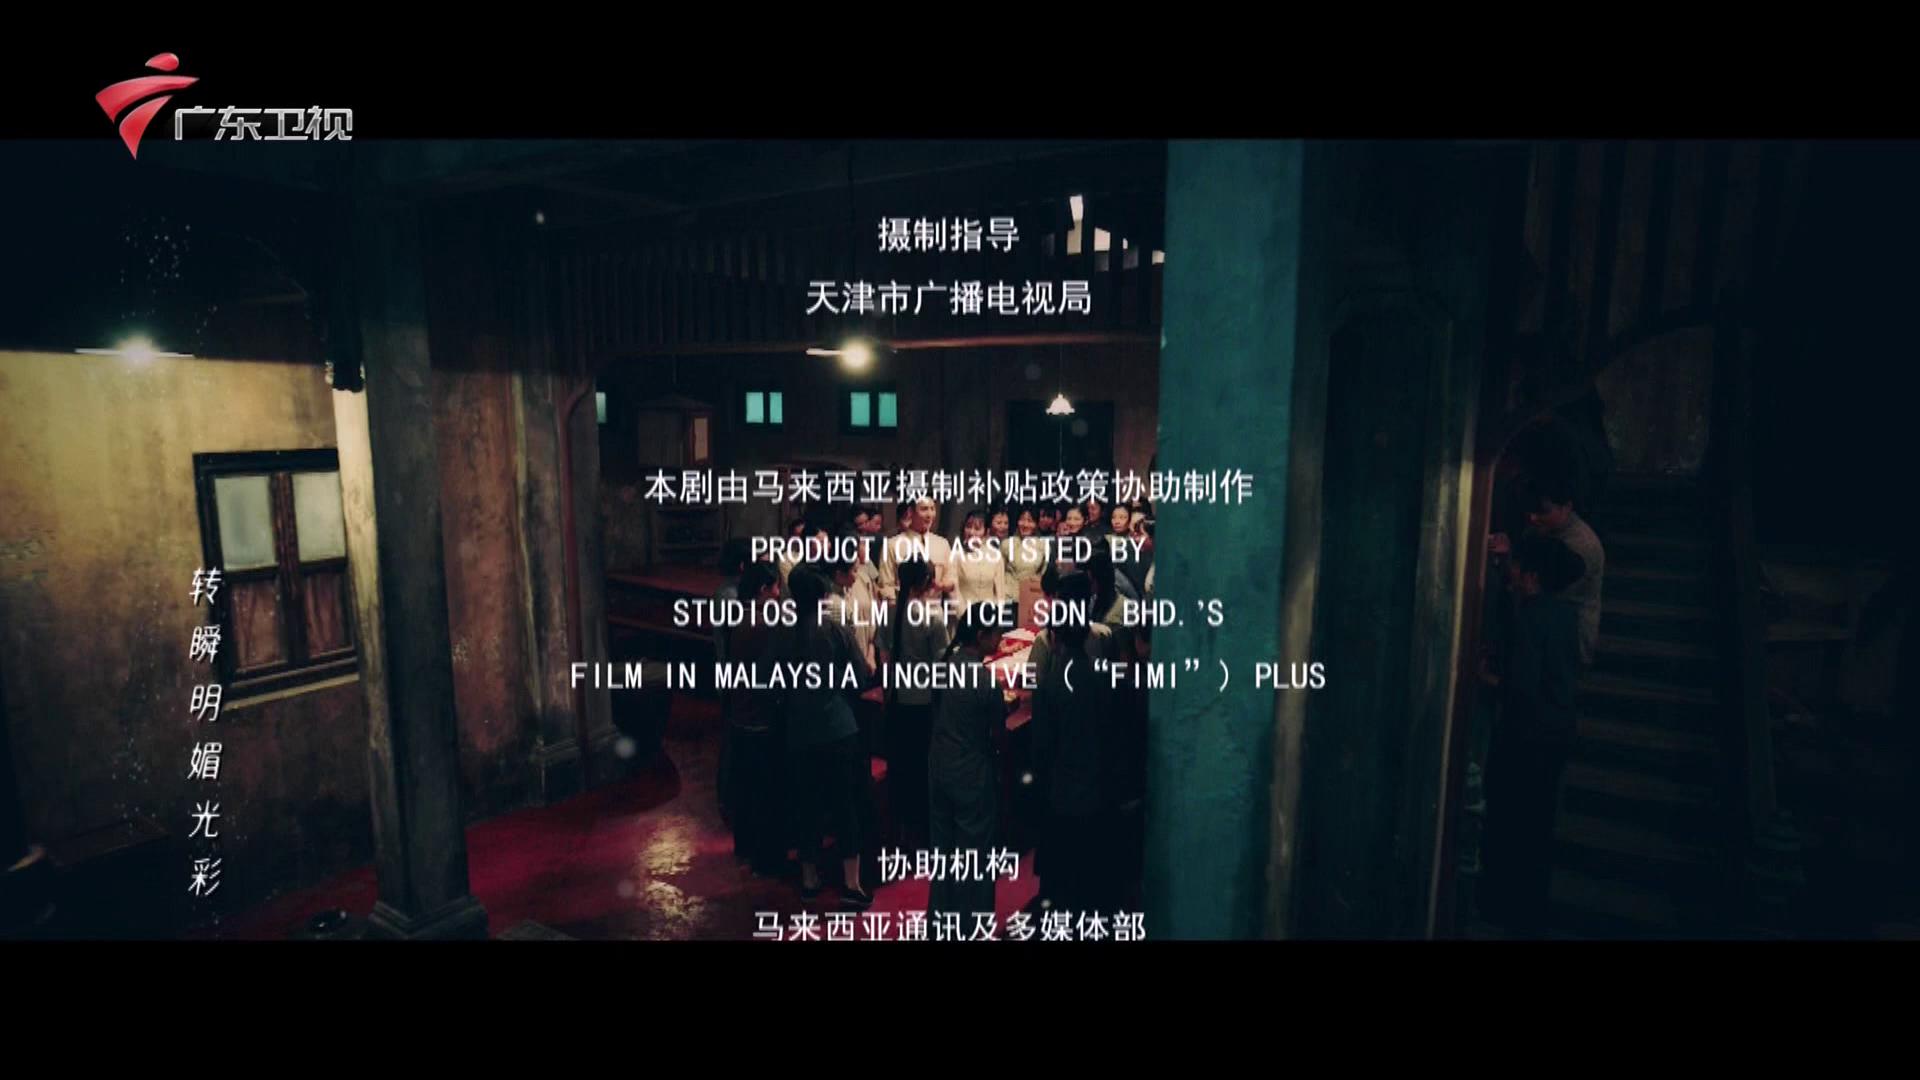 广东卫视
摄制指导
天津市广播电视局
本剧由马来西亚摄制补贴政策协助制作
PRODUCTION ASSISTED BY
STUDIOS FILM OFFICE SDN. BHD.'S
FILM IN MALAYSIA INCENTIVE (“FIMI”) PLUS
转瞬明媚光彩
协助机构
马来西亚通讯及多媒体部